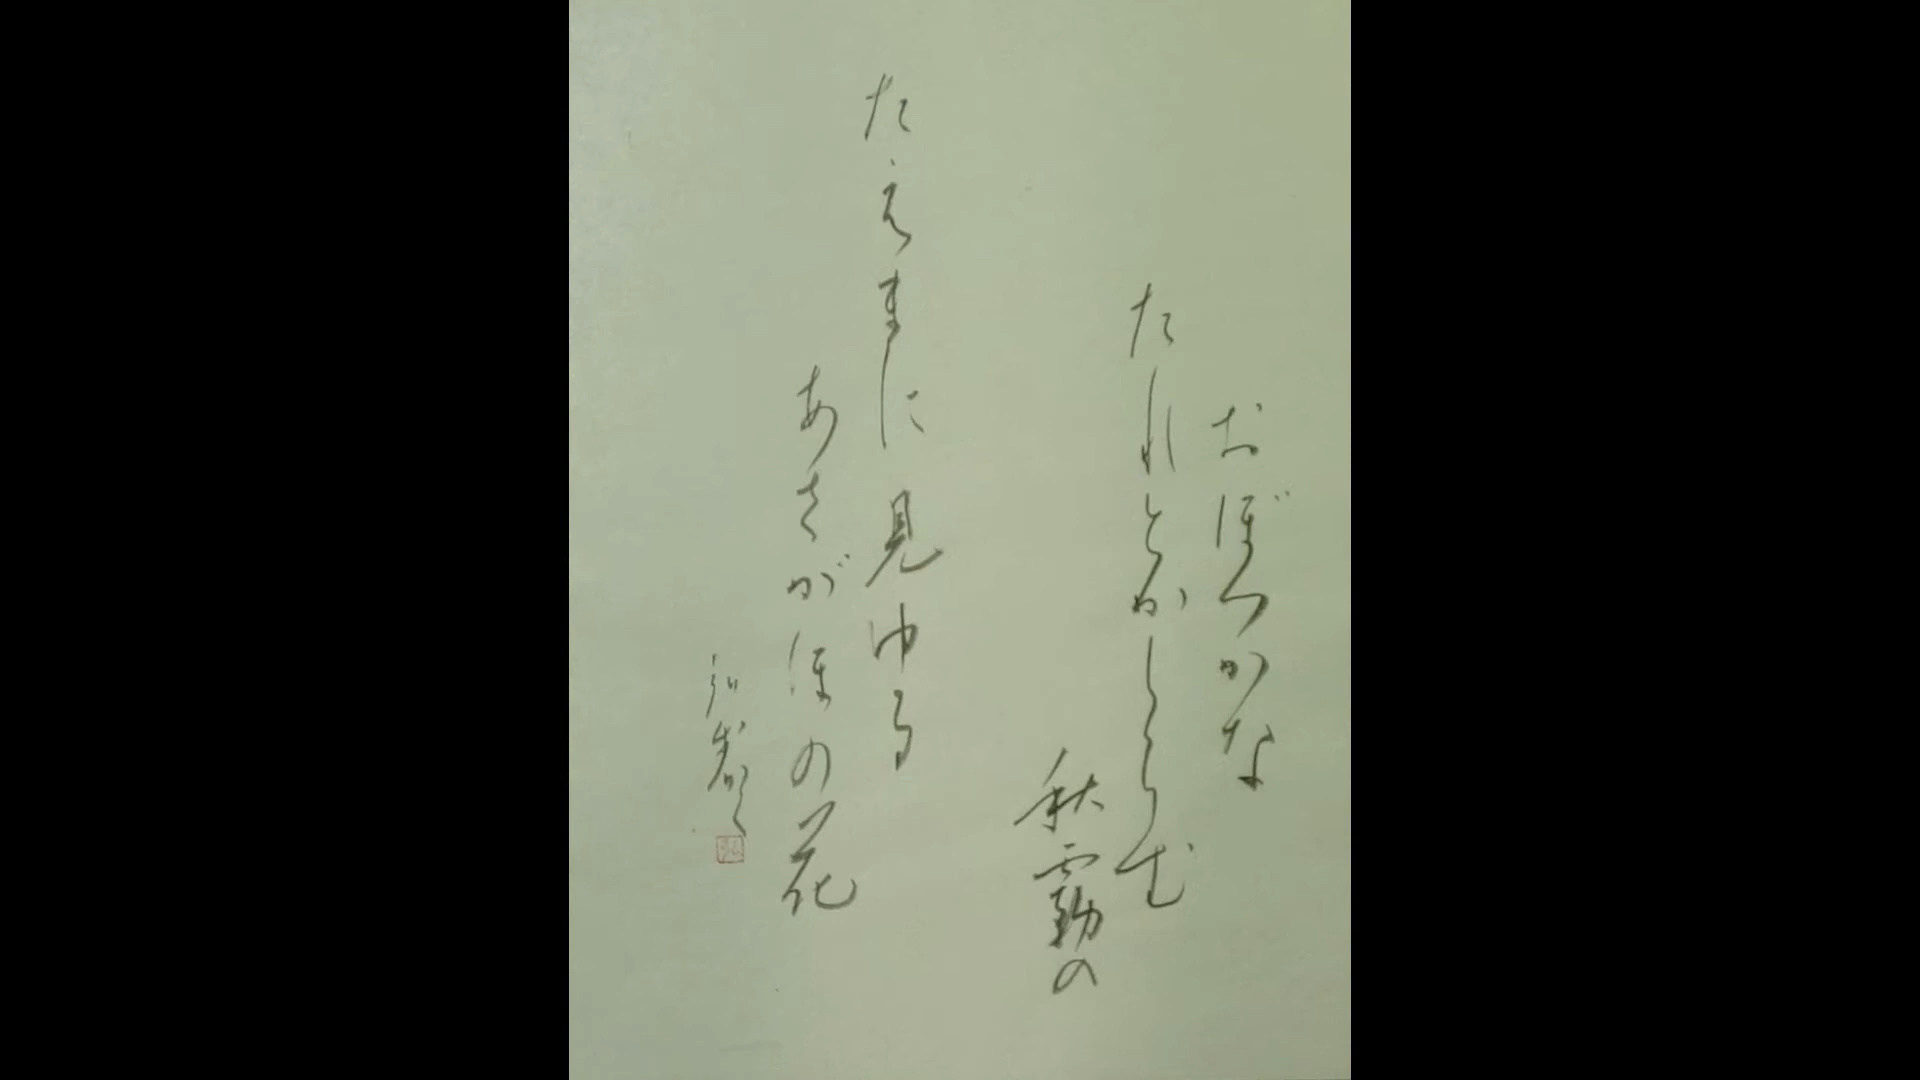 おぼつかな
たれとかしらむ
秋霧の
たえまに見ゆる
あさがほの花